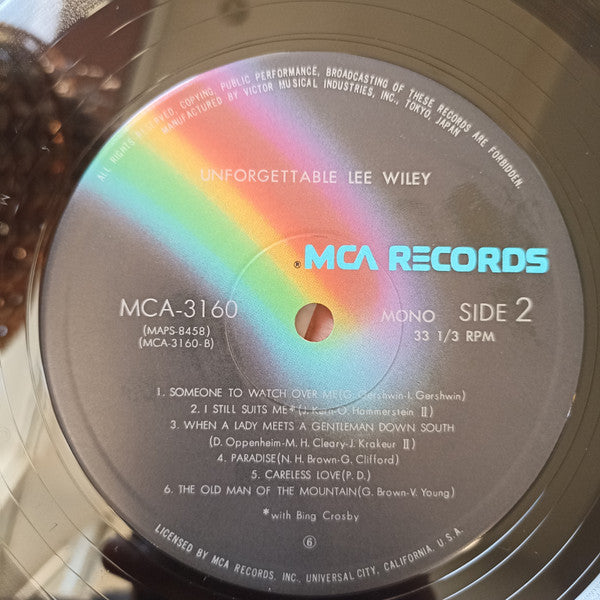 ALL RIGHTS RESERVED, COPYING, PUBLIC PERFORMANCE, BROADCASTING OF THESE RECORDS ARE FORBIDDEN.
MANUFACTURED BY VICTOR MUSICAL INDUSTRIES, INC., TOKYO, JAPAN
UNFORGETTABLE LEE WILEY
® MCA RECORDS
MCA-3160
(MAPS-8458)
(MCA-3160-B)
MONO SIDE 2
33 1/3 RPM
1. SOMEONE TO WATCH OVER ME(G. Gershwin-I. Gershwin)
2. I STILL SUITS ME*(J. Kern-O. Hammerstein II)
3. WHEN A LADY MEETS A GENTLEMAN DOWN SOUTH
(D. Oppenheim-M. H. Cleary-J. Krakeur II)
4. PARADISE(N. H. Brown-G. Clifford)
5. CARELESS LOVE(P. D.)
6. THE OLD MAN OF THE MOUNTAIN(G. Brown-V. Young)
*with Bing Crosby
⑥
LICENSED BY MCA RECORDS, INC., UNIVERSAL CITY, CALIFORNIA, U.S.A.